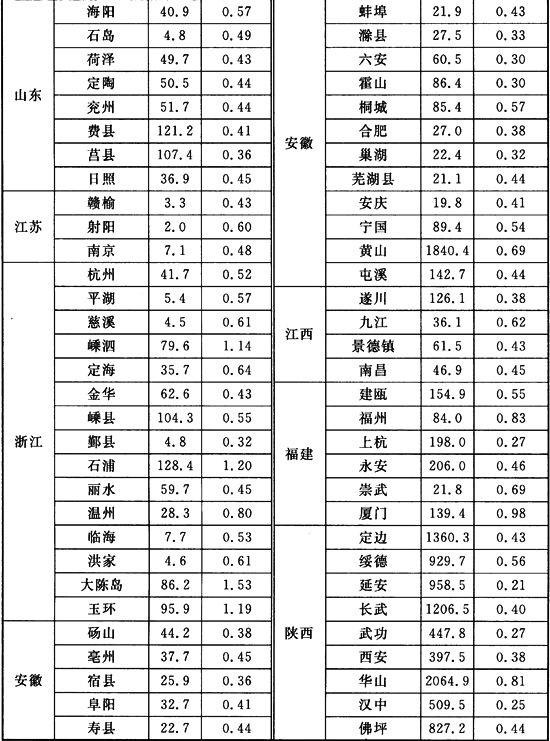 山东
海阳 40.9 0.57
石岛 4.8 0.49
荷泽 49.7 0.43
定陶 50.5 0.44
兖州 51.7 0.44
费县 121.2 0.41
莒县 107.4 0.36
日照 36.9 0.45
江苏
赣榆 3.3 0.43
射阳 2.0 0.60
南京 7.1 0.48
浙江
杭州 41.7 0.52
平湖 5.4 0.57
慈溪 4.5 0.61
嵊泗 79.6 1.14
定海 35.7 0.64
金华 62.6 0.43
嵊县 104.3 0.55
鄞县 4.8 0.32
石浦 128.4 1.20
丽水 59.7 0.45
温州 28.3 0.80
临海 7.7 0.53
洪家 4.6 0.61
大陈岛 86.2 1.53
玉环 95.9 1.19
安徽
砀山 44.2 0.38
亳州 37.7 0.45
宿县 25.9 0.36
阜阳 32.7 0.41
寿县 22.7 0.44
安徽
蚌埠 21.9 0.43
滁县 27.5 0.33
六安 60.5 0.30
霍山 86.4 0.30
桐城 85.4 0.57
合肥 27.0 0.38
巢湖 22.4 0.32
芜湖县 21.1 0.44
安庆 19.8 0.41
宁国 89.4 0.54
黄山 1840.4 0.69
屯溪 142.7 0.44
江西
遂川 126.1 0.38
九江 36.1 0.62
景德镇 61.5 0.43
南昌 46.9 0.45
福建
建瓯 154.9 0.55
福州 84.0 0.83
上杭 198.0 0.27
永安 206.0 0.46
崇武 21.8 0.69
厦门 139.4 0.98
陕西
定边 1360.3 0.43
绥德 929.7 0.56
延安 958.5 0.21
长武 1206.5 0.40
武功 447.8 0.27
西安 397.5 0.38
华山 2064.9 0.81
汉中 509.5 0.25
佛坪 827.2 0.44